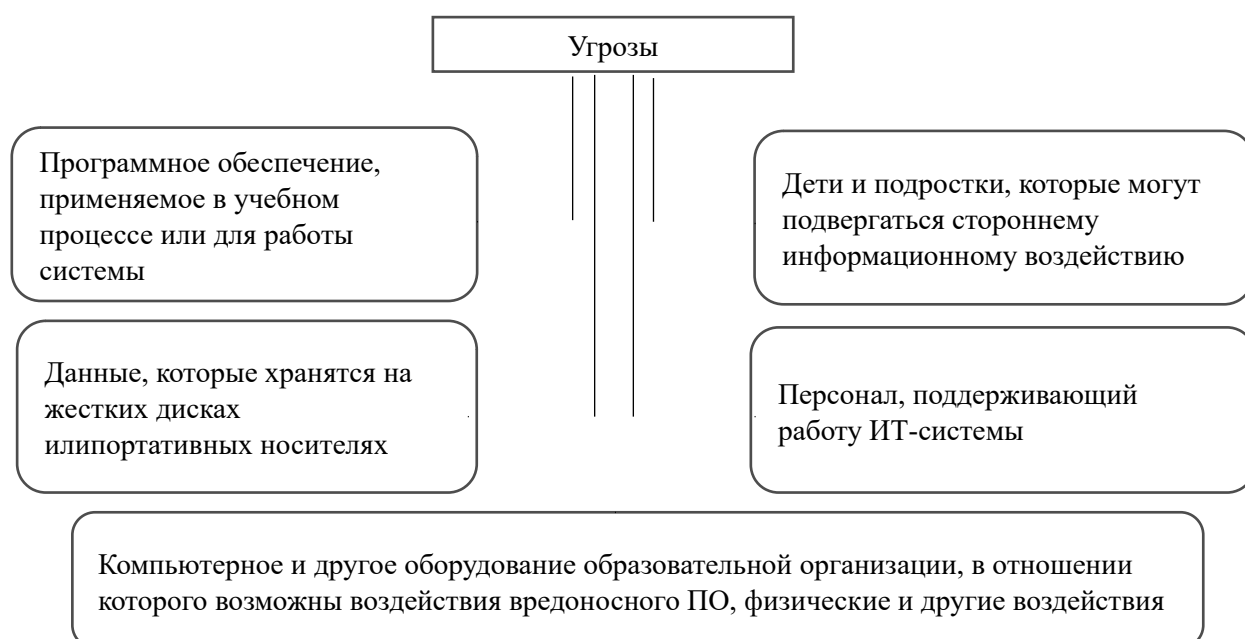 Угрозы
Программное обеспечение,
применяемое в учебном
процессе или для работы
системы
Дети и подростки, которые могут
подвергаться стороннему
информационному воздействию
Данные, которые хранятся на
жестких дисках
илипортативных носителях
Персонал, поддерживающий
работу ИТ-системы
Компьютерное и другое оборудование образовательной организации, в отношении
которого возможны воздействия вредоносного ПО, физические и другие воздействия